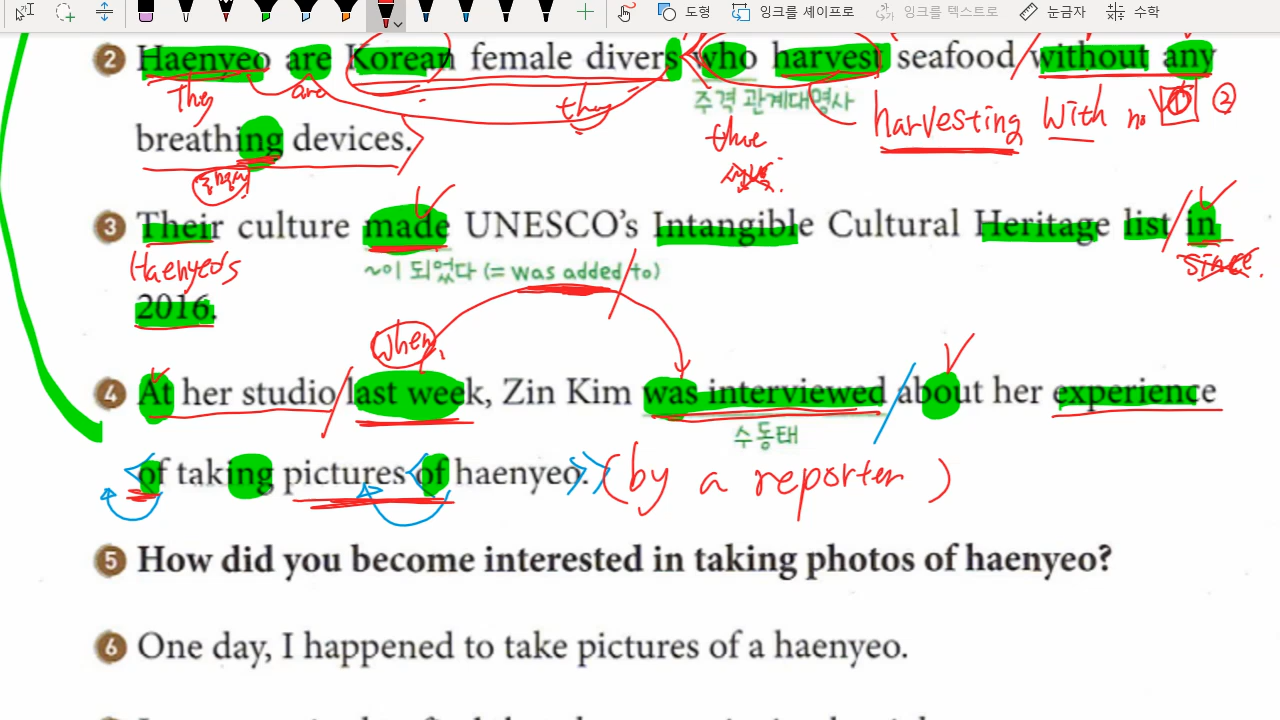 도형 잉크를 셰이프로 잉크를 텍스트로 눈금자 수학
2 Haenyeo are Korean female divers who harvest seafood without any
They are they 주격 관계대명사 harvesting with no ① ②
breathing devices.
동명사
3 Their culture made UNESCO's Intangible Cultural Heritage list in
Haenyeo's ~이 되었다 (= was added to) since.
2016.
when
4 At her studio last week, Zin Kim was interviewed about her experience
수동태
of taking pictures of haenyeo. (by a reporter)
5 How did you become interested in taking photos of haenyeo?
6 One day, I happened to take pictures of a haenyeo.